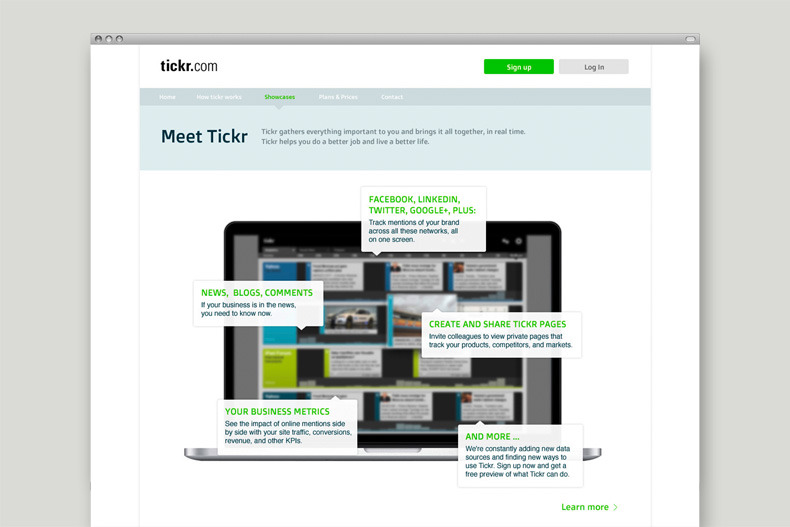 tickr.com
Sign up
Log In
Home
How tickr works
Showcases
Plans & Prices
Contact
Meet Tickr
Tickr gathers everything important to you and brings it all together, in real time.
Tickr helps you do a better job and live a better life.
FACEBOOK, LINKEDIN,
TWITTER, GOOGLE+, PLUS:
Track mentions of your brand
across all these networks, all
on one screen.
NEWS, BLOGS, COMMENTS
If your business is in the news,
you need to know now.
CREATE AND SHARE TICKR PAGES
Invite colleagues to view private pages that
track your products, competitors, and markets.
YOUR BUSINESS METRICS
See the impact of online mentions side
by side with your site traffic, conversions,
revenue, and other KPIs.
AND MORE ...
We're constantly adding new data
sources and finding new ways to
use Tickr. Sign up now and get a
free preview of what Tickr can do.
Learn more